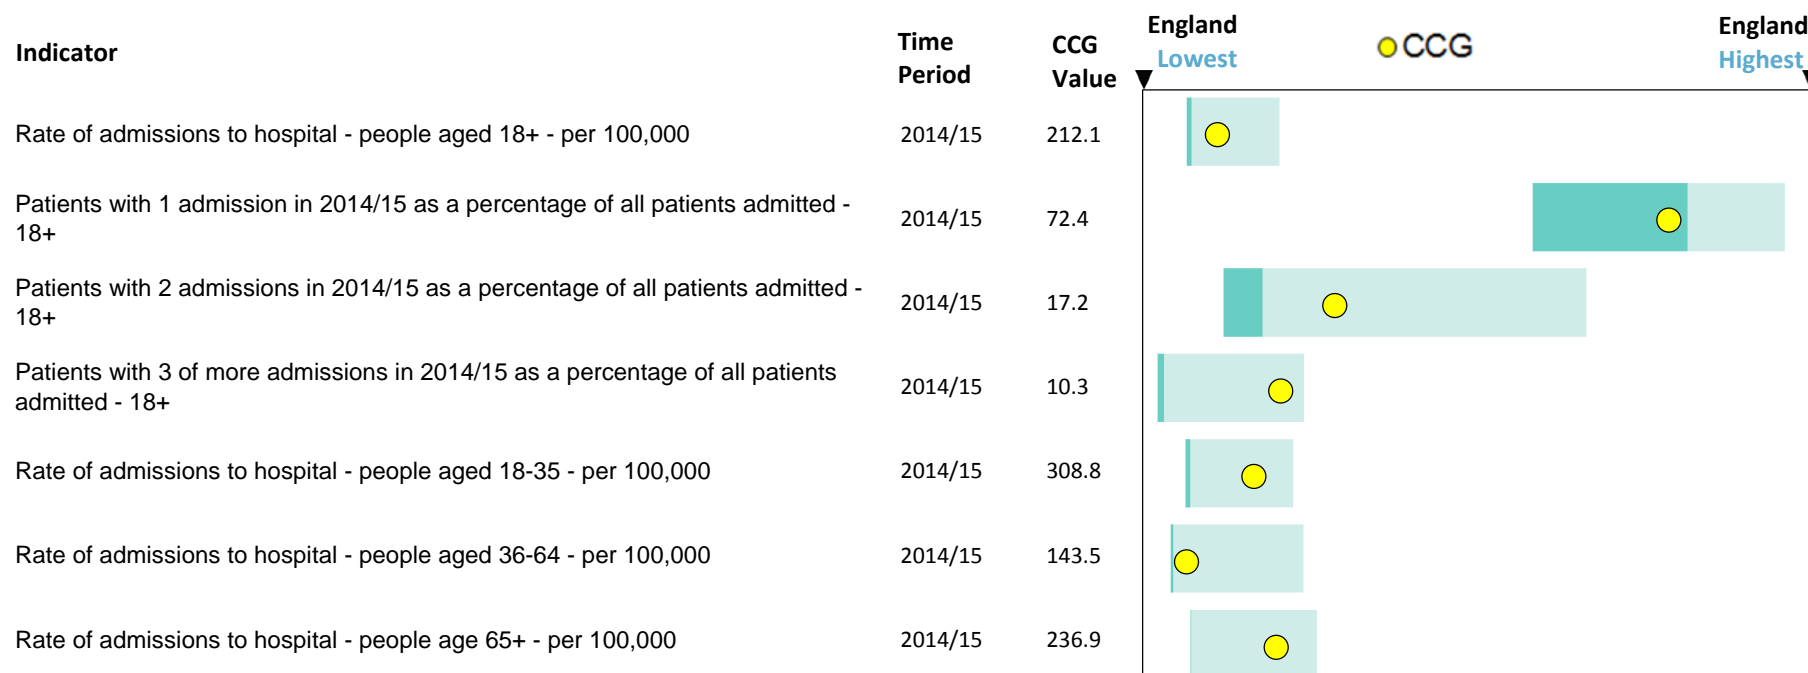 Indicator
Time
Period
CCG
Value
England
Lowest
CCG
England
Highest
Rate of admissions to hospital - people aged 18+ - per 100,000 2014/15 212.1
Patients with 1 admission in 2014/15 as a percentage of all patients admitted -
18+
2014/15 72.4
Patients with 2 admissions in 2014/15 as a percentage of all patients admitted -
18+
2014/15 17.2
Patients with 3 of more admissions in 2014/15 as a percentage of all patients
admitted - 18+
2014/15 10.3
Rate of admissions to hospital - people aged 18-35 - per 100,000 2014/15 308.8
Rate of admissions to hospital - people aged 36-64 - per 100,000 2014/15 143.5
Rate of admissions to hospital - people age 65+ - per 100,000 2014/15 236.9